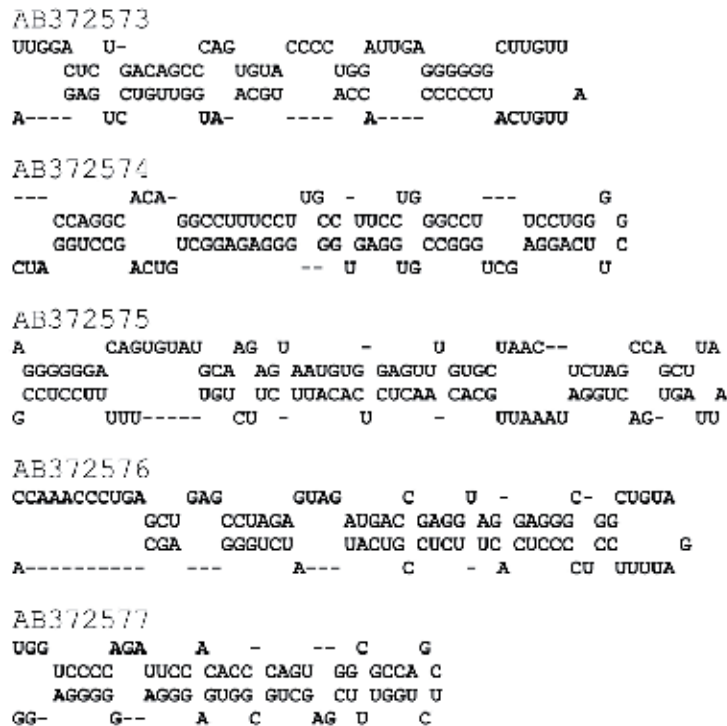 AB372573
UUGGA U- CAG CCCC AUUGA CUUGUU
CUC GACAGCC UGUA UGG GGGGGG
GAG CUGUUGG ACGU ACC CCCCCU A
A---- UC UA- ---- A---- ACUGUU
AB372574
--- ACA- UG - UG --- G
CCAGGC GGCCUUUCCU CC UUCC GGCCU UCCUGG G
GGUCCG UCGGAGAGGG GG GAGG CCGGG AGGACU C
CUA ACUG -- U UG UCG U
AB372575
A CAGUGUAU AG U - U UAAC-- CCA UA
GGGGGGA GCA AG AAUGUG GAGUU GUGC UCUAG GCU
CCUCCUU UGU UC UUACAC CUCAA CACG AGGUC UGA A
G UUU----- CU - U - UUAAAU AG- UU
AB372576
CCAAACCCUGA GAG GUAG C U - C- CUGUA
GCU CCUAGA AUGAC GAGG AG GAGGG GG
CGA GGGUCU UACUG CUCU UC CUCCC CC G
A---------- --- A--- C - A CU UUUUA
AB372577
UGG AGA A - -- C G
UCCCC UUCC CACC CAGU GG GCCA C
AGGGG AGGG GUGG GUCG CU UGGU U
GG- G-- A C AG U C